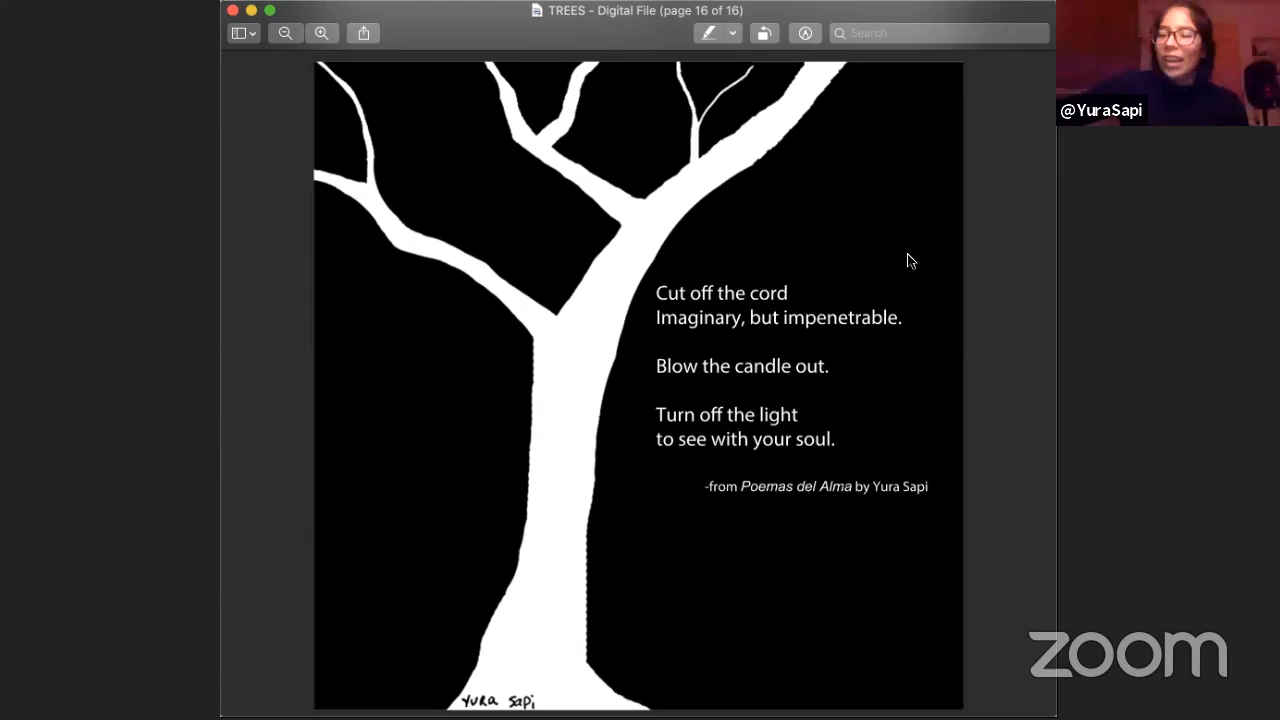 TREES - Digital File (page 16 of 16)
Search
@YuraSapi
Cut off the cord
Imaginary, but impenetrable.
Blow the candle out.
Turn off the light
to see with your soul.
-from Poemas del Alma by Yura Sapi
YURA SAPi
zoom